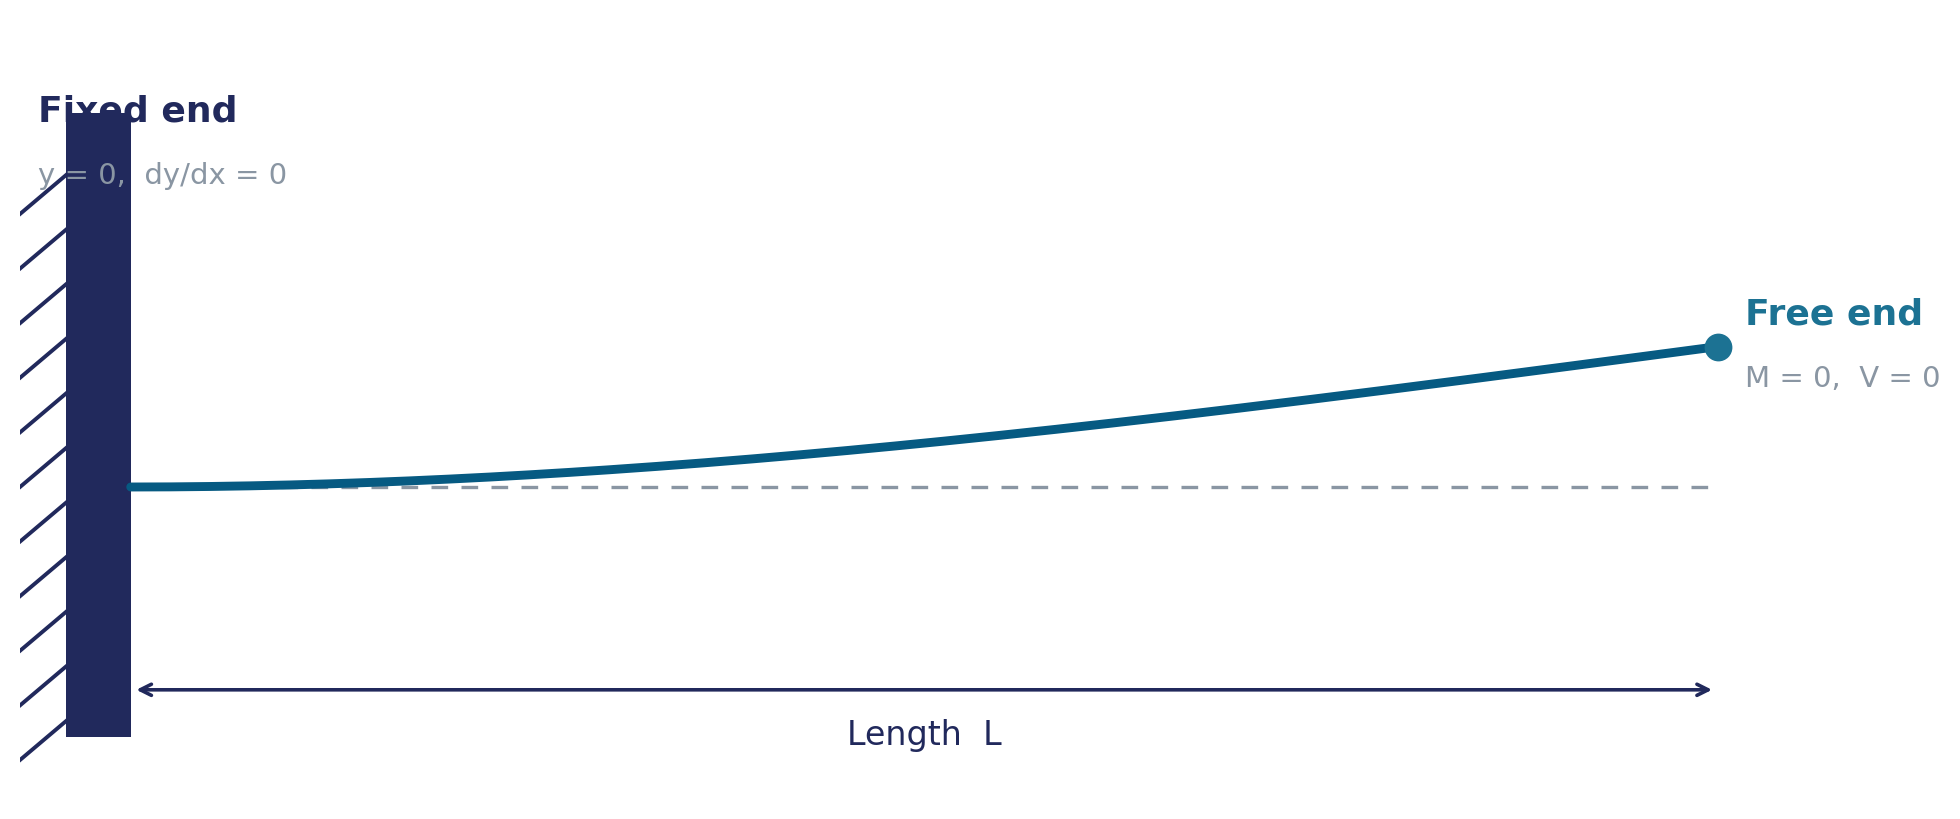 Fixed end
y = 0,  dy/dx = 0
Free end
M = 0,  V = 0
Length  L